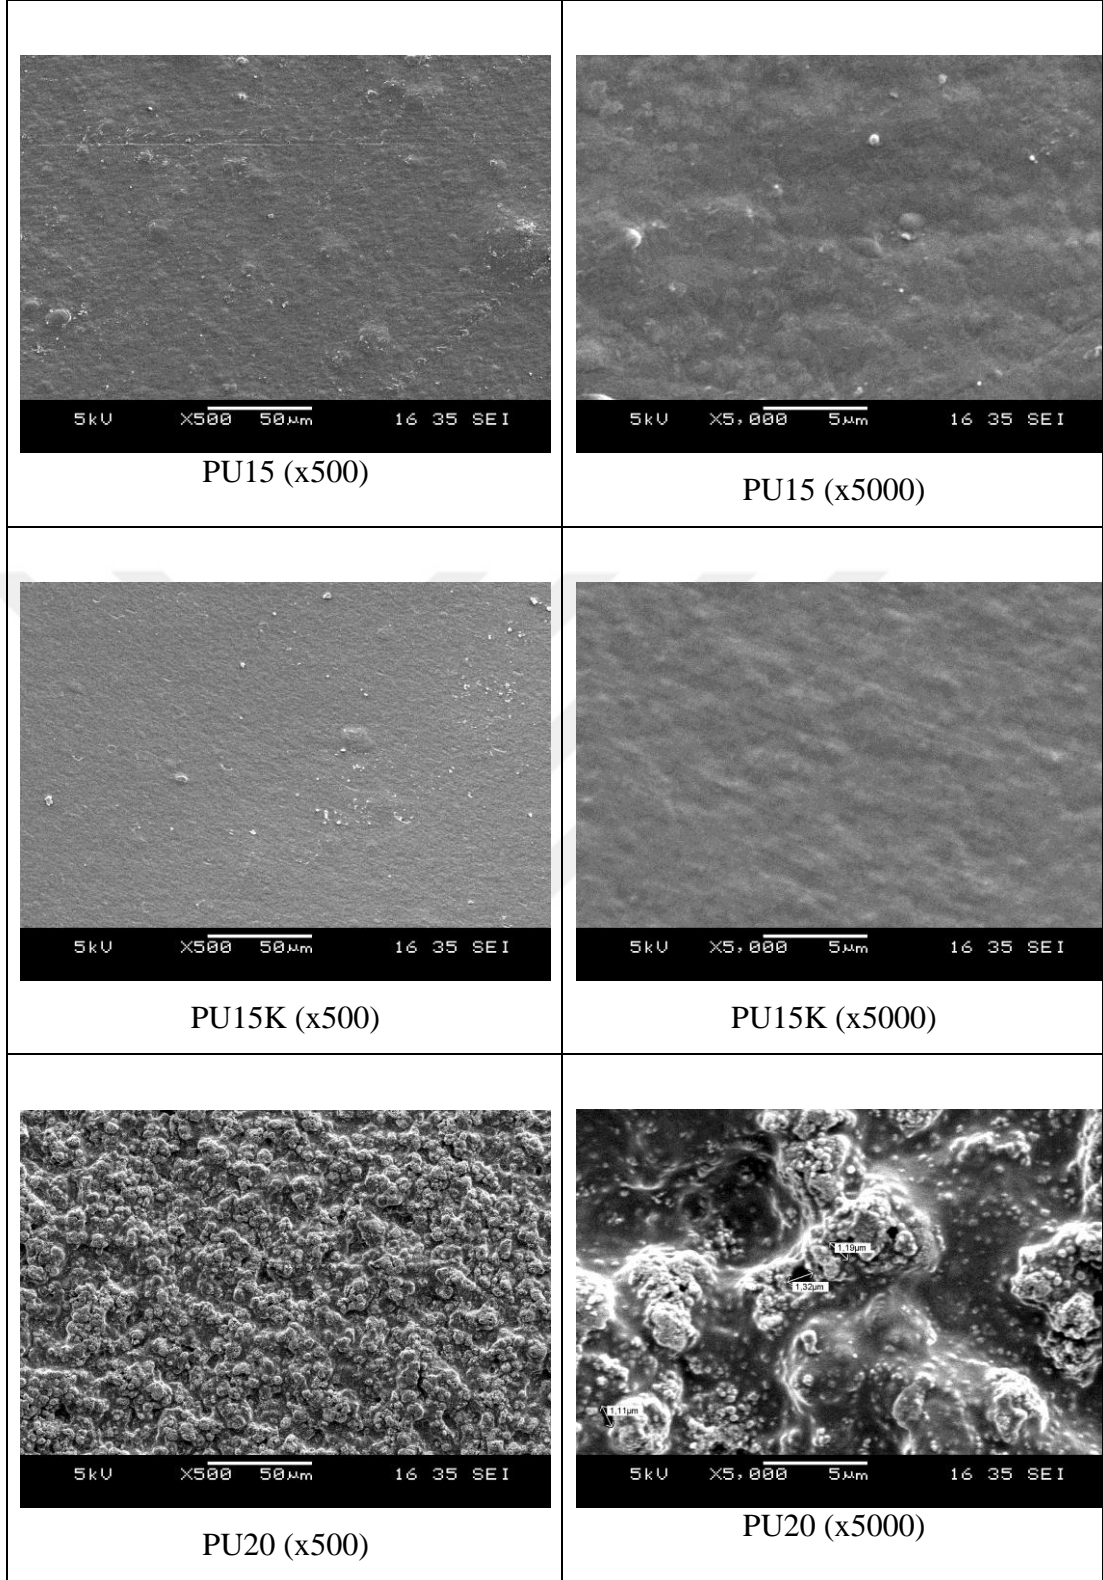 5kV X500 50µm 16 35 SEI
PU15 (x500)
5kV X5,000 5µm 16 35 SEI
PU15 (x5000)
5kV X500 50µm 16 35 SEI
PU15K (x500)
5kV X5,000 5µm 16 35 SEI
PU15K (x5000)
5kV X500 50µm 16 35 SEI
PU20 (x500)
1.19µm
1.32µm
1.11µm
5kV X5,000 5µm 16 35 SEI
PU20 (x5000)